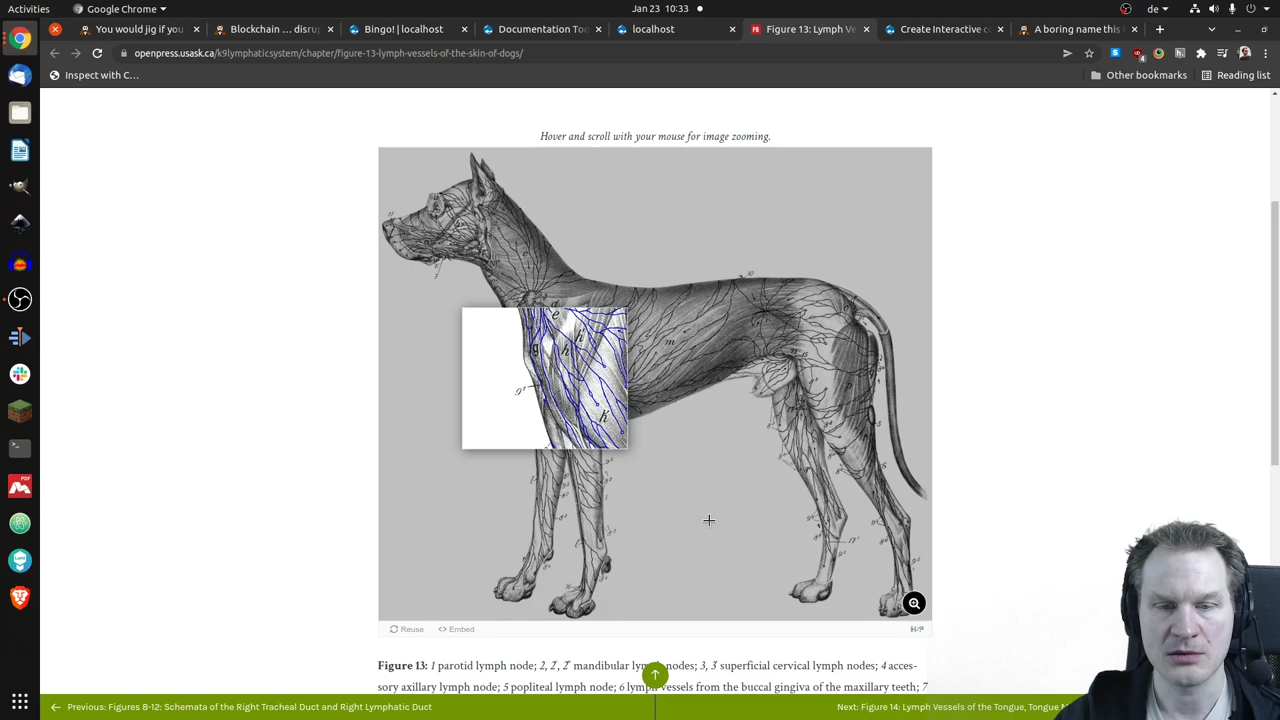 Activities
Google Chrome
Jan 23 10:33
de
You would jig if you
Blockchain … disrup
Bingo! | localhost
Documentation Too
localhost
Figure 13: Lymph Ve
Create Interactive co
A boring name this
openpress.usask.ca/k9lymphaticsystem/chapter/figure-13-lymph-vessels-of-the-skin-of-dogs/
Inspect with C…
Other bookmarks
Reading list
Hover and scroll with your mouse for image zooming.
10
m
d
e
g
h
k'
h
9'
k'
Reuse
Embed
H-P
Figure 13: 1 parotid lymph node; 2, 2', 2" mandibular lymph nodes; 3, 3' superficial cervical lymph nodes; 4 acces-
sory axillary lymph node; 5 popliteal lymph node; 6 lymph vessels from the buccal gingiva of the maxillary teeth; 7
Previous: Figures 8-12: Schemata of the Right Tracheal Duct and Right Lymphatic Duct
Next: Figure 14: Lymph Vessels of the Tongue, Tongue M